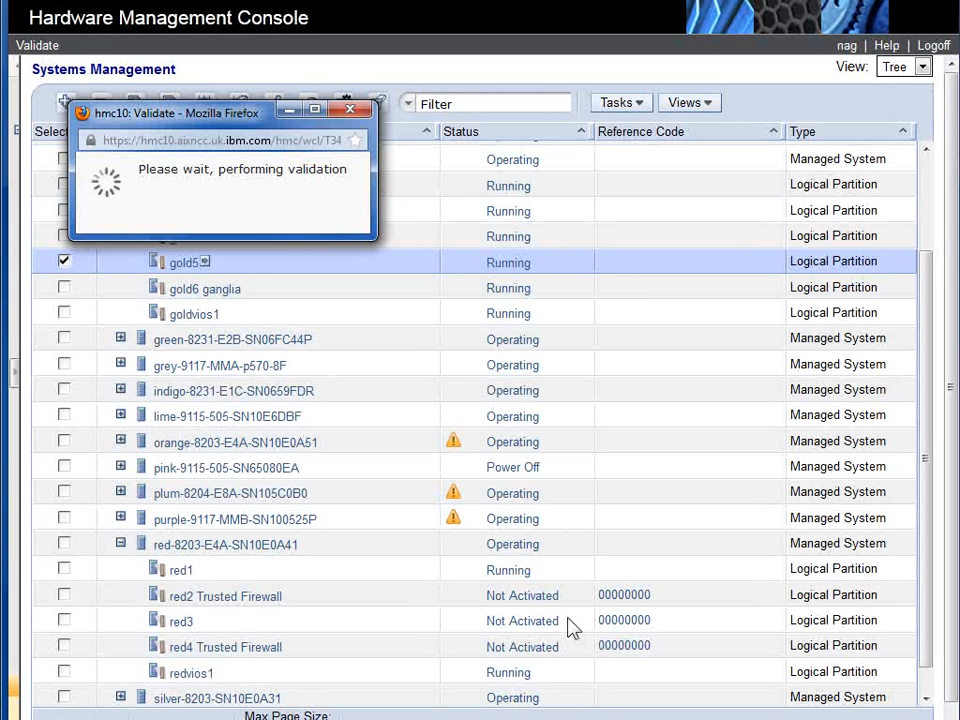 Hardware Management Console
Validate
nag | Help | Logoff
Systems Management
View: Tree
Filter
Tasks
Views
Select
Status
Reference Code
Type
hmc10: Validate - Mozilla Firefox
https://hmc10.aixncc.uk.ibm.com/hmc/wcl/T34
Please wait, performing validation
Operating Managed System
Running Logical Partition
Running Logical Partition
Running Logical Partition
gold5 Running Logical Partition
gold6 ganglia Running Logical Partition
goldvios1 Running Logical Partition
green-8231-E2B-SN06FC44P Operating Managed System
grey-9117-MMA-p570-8F Operating Managed System
indigo-8231-E1C-SN0659FDR Operating Managed System
lime-9115-505-SN10E6DBF Operating Managed System
orange-8203-E4A-SN10E0A51 Operating Managed System
pink-9115-505-SN65080EA Power Off Managed System
plum-8204-E8A-SN105C0B0 Operating Managed System
purple-9117-MMB-SN100525P Operating Managed System
red-8203-E4A-SN10E0A41 Operating Managed System
red1 Running Logical Partition
red2 Trusted Firewall Not Activated 00000000 Logical Partition
red3 Not Activated 00000000 Logical Partition
red4 Trusted Firewall Not Activated 00000000 Logical Partition
redvios1 Running Logical Partition
silver-8203-SN10E0A31 Operating Managed System
Max Page Size: